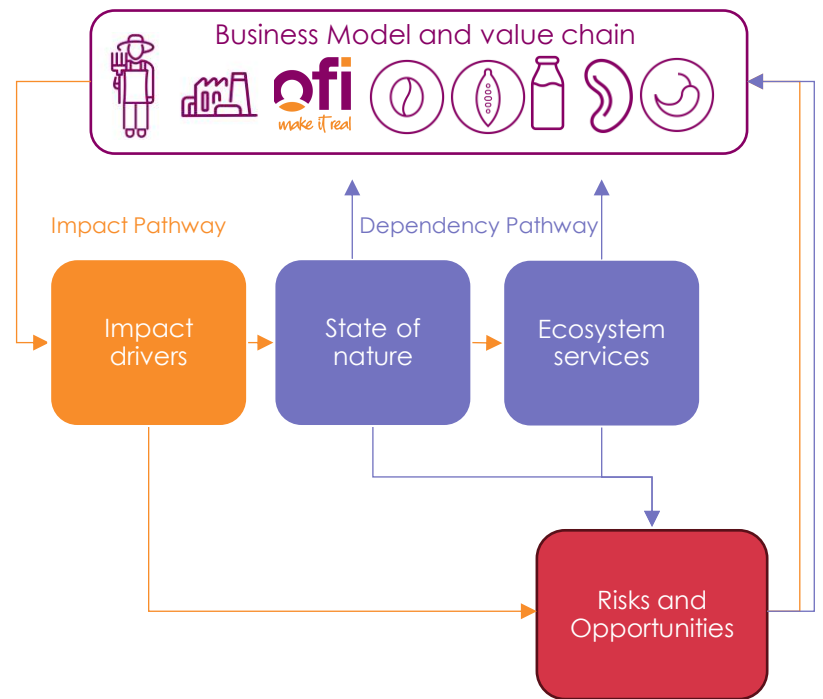 Business Model and value chain
ofi
make it real
Impact Pathway
Dependency Pathway
Impact
drivers
State of
nature
Ecosystem
services
Risks and
Opportunities